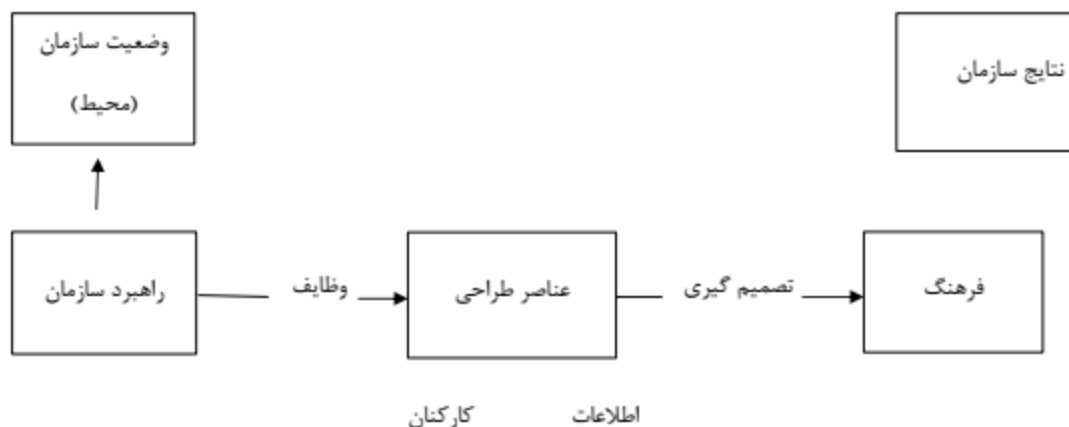 وضعیت سازمان
(محیط)
نتایج سازمان
راهبرد سازمان
وظایف
عناصر طراحی
تصمیم گیری
فرهنگ
کارکنان
اطلاعات